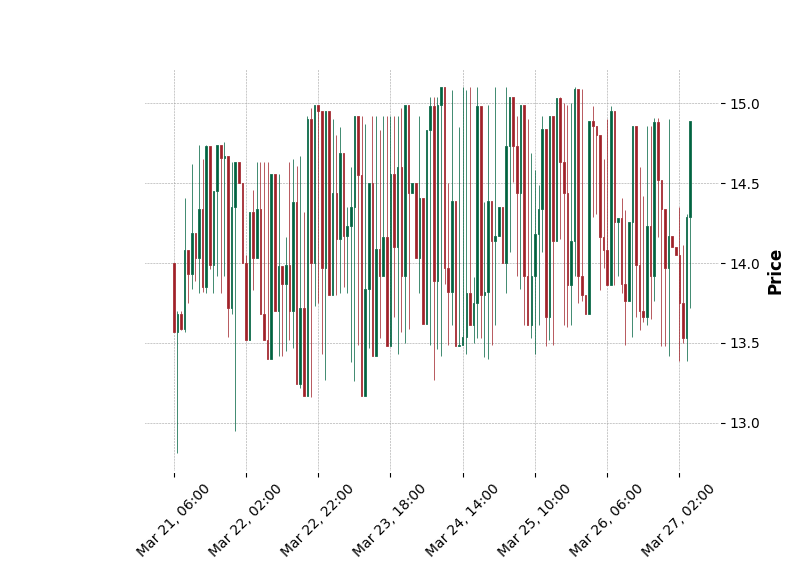 15.0
14.5
14.0
13.5
13.0
Price
Mar 21, 06:00
Mar 22, 02:00
Mar 22, 22:00
Mar 23, 18:00
Mar 24, 14:00
Mar 25, 10:00
Mar 26, 06:00
Mar 27, 02:00